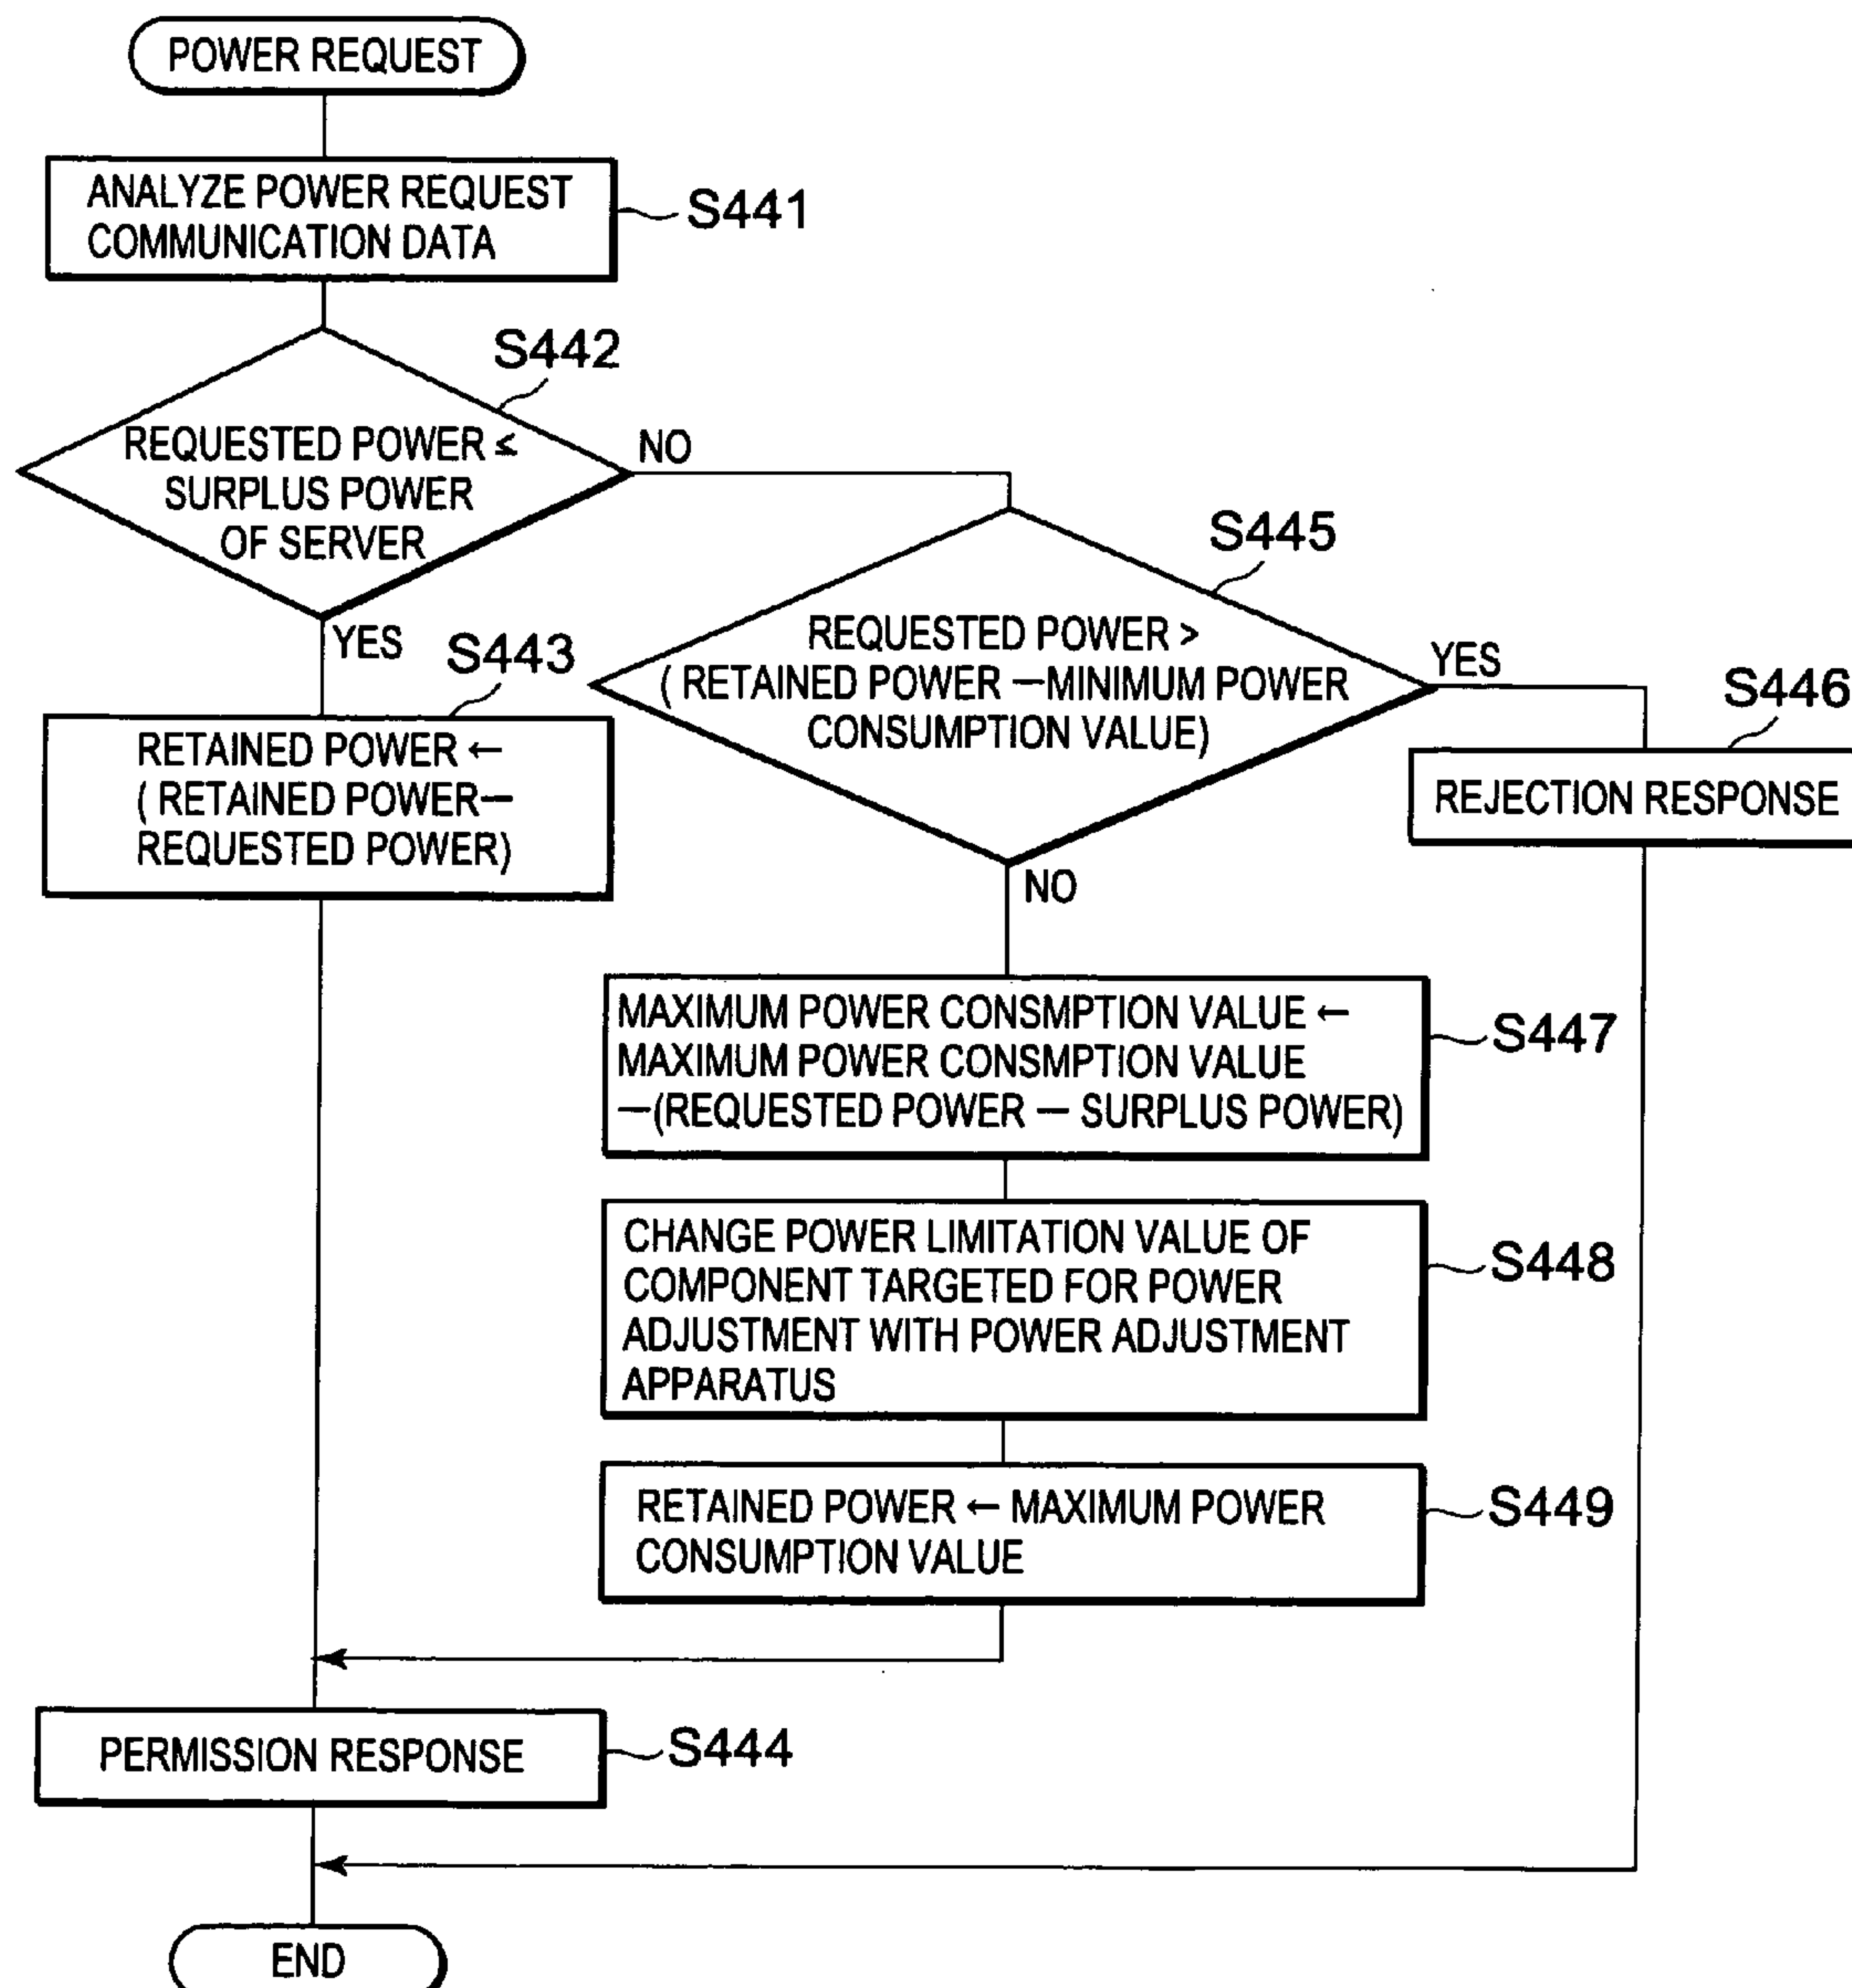 POWER REQUEST
ANALYZE POWER REQUEST
COMMUNICATION DATA
S441
S442
REQUESTED POWER ≤
SURPLUS POWER
OF SERVER
NO
YES
S443
RETAINED POWER ←
( RETAINED POWER—
REQUESTED POWER)
S445
REQUESTED POWER >
( RETAINED POWER —MINIMUM POWER
CONSUMPTION VALUE)
YES
S446
REJECTION RESPONSE
NO
MAXIMUM POWER CONSMPTION VALUE ←
MAXIMUM POWER CONSMPTION VALUE
—(REQUESTED POWER — SURPLUS POWER)
S447
CHANGE POWER LIMITATION VALUE OF
COMPONENT TARGETED FOR POWER
ADJUSTMENT WITH POWER ADJUSTMENT
APPARATUS
S448
RETAINED POWER ← MAXIMUM POWER
CONSUMPTION VALUE
S449
PERMISSION RESPONSE
S444
END